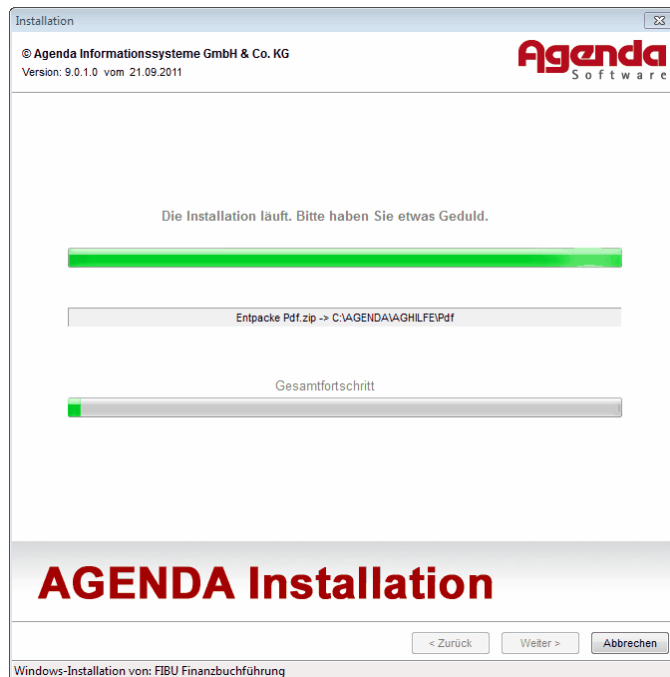 Installation
© Agenda Informationssysteme GmbH & Co. KG
Version: 9.0.1.0 vom 21.09.2011
Agenda
Software
Die Installation läuft. Bitte haben Sie etwas Geduld.
Entpacke Pdf.zip -> C:\AGENDA\AGHILFE\Pdf
Gesamtfortschritt
AGENDA Installation
< Zurück Weiter > Abbrechen
Windows-Installation von: FIBU Finanzbuchführung